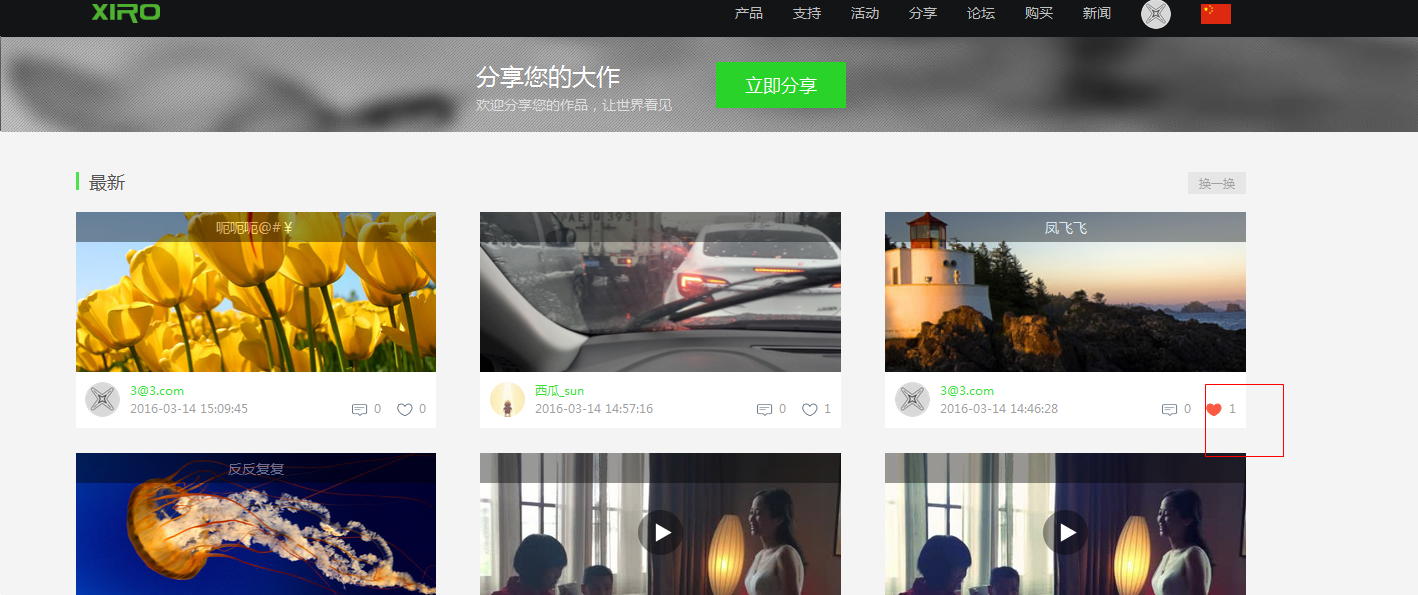 XIRO
产品 支持 活动 分享 论坛 购买 新闻
分享您的大作
欢迎分享您的作品，让世界看见
立即分享
最新
换一换
呃呃呃@#¥
凤飞飞
3@3.com
2016-03-14 15:09:45
0 0
西瓜_sun
2016-03-14 14:57:16
0 1
3@3.com
2016-03-14 14:46:28
0 1
反反复复